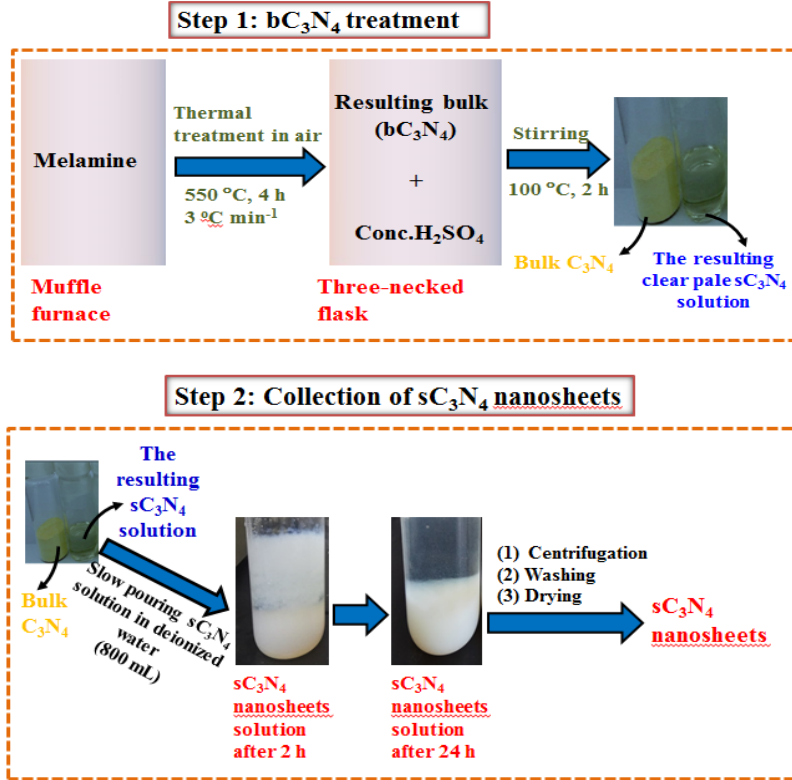 Step 1: bC₃N₄ treatment
Melamine
Muffle
furnace
Thermal
treatment in air
550 °C, 4 h
3 °C min⁻¹
Resulting bulk
(bC₃N₄)
+
Conc.H₂SO₄
Three-necked
flask
Stirring
100 °C, 2 h
Bulk C₃N₄
The resulting
clear pale sC₃N₄
solution
Step 2: Collection of sC₃N₄ nanosheets
The
resulting
sC₃N₄
solution
Bulk
C₃N₄
Slow pouring sC₃N₄
solution in deionized
water
(800 mL)
sC₃N₄
nanosheets
solution
after 2 h
sC₃N₄
nanosheets
solution
after 24 h
(1) Centrifugation
(2) Washing
(3) Drying
sC₃N₄
nanosheets